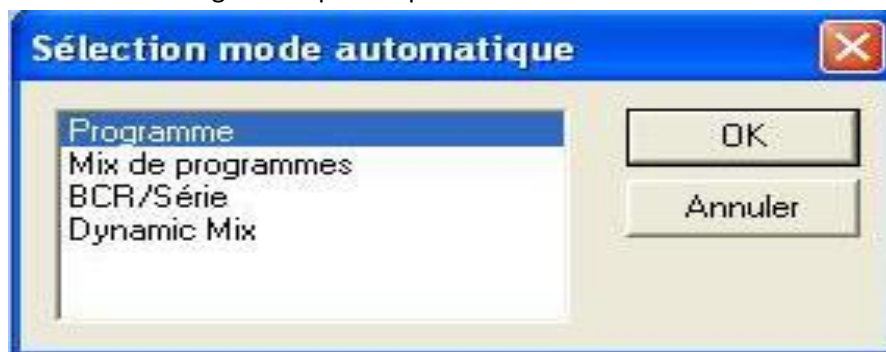 Sélection mode automatique
Programme
OK
Mix de programmes
BCR/Série
Annuler
Dynamic Mix